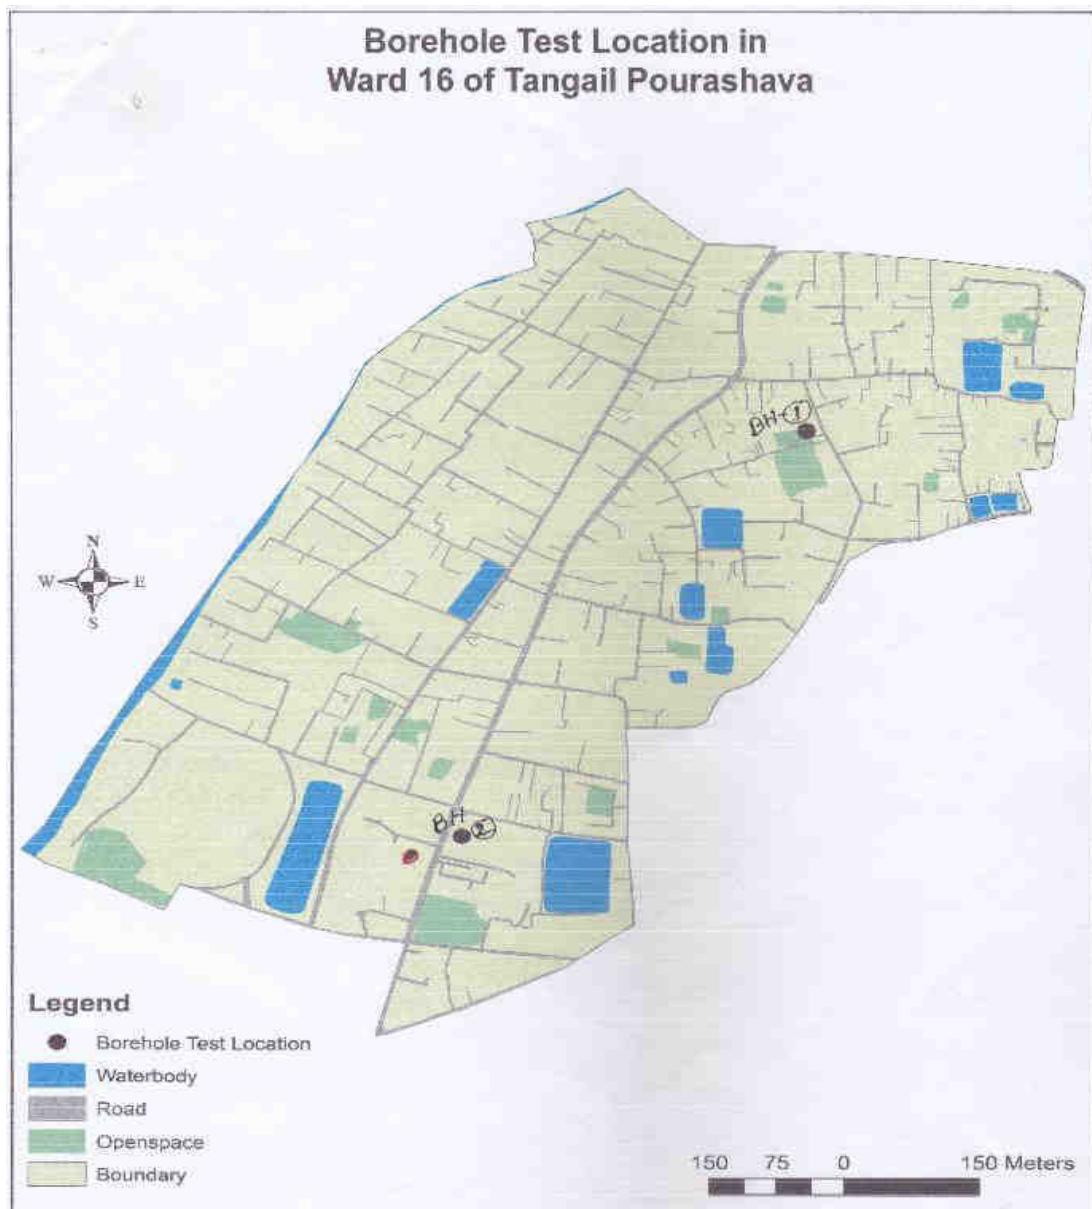 Borehole Test Location in
Ward 16 of Tangail Pourashava
BH-1
N
W E
S
BH 2
Legend
Borehole Test Location
Waterbody
Road
Openspace
Boundary
150 75 0 150 Meters